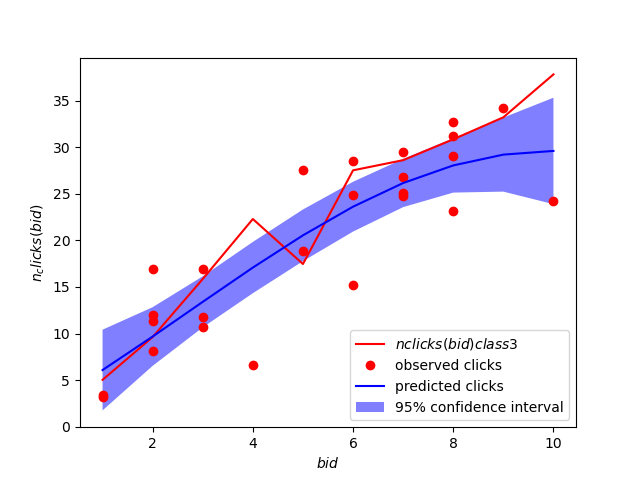 35
30
25
20
15
10
5
0
n_clicks(bid)
nclicks(bid)class3
observed clicks
predicted clicks
95% confidence interval
2
4
6
8
10
bid